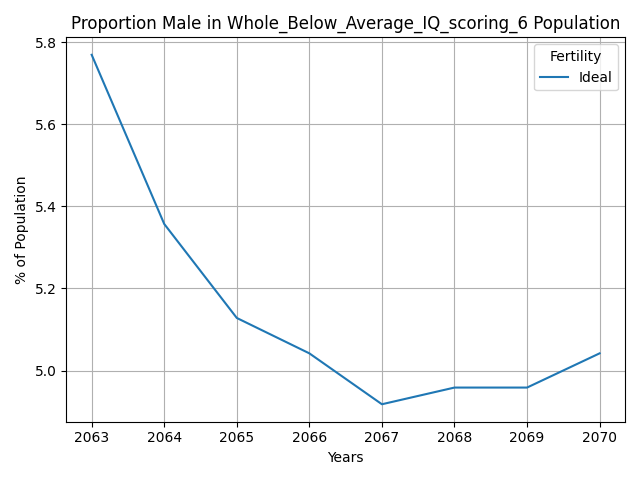 Proportion Male in Whole_Below_Average_IQ_scoring_6 Population
5.8
5.6
5.4
5.2
5.0
% of Population
Fertility
Ideal
2063 2064 2065 2066 2067 2068 2069 2070
Years